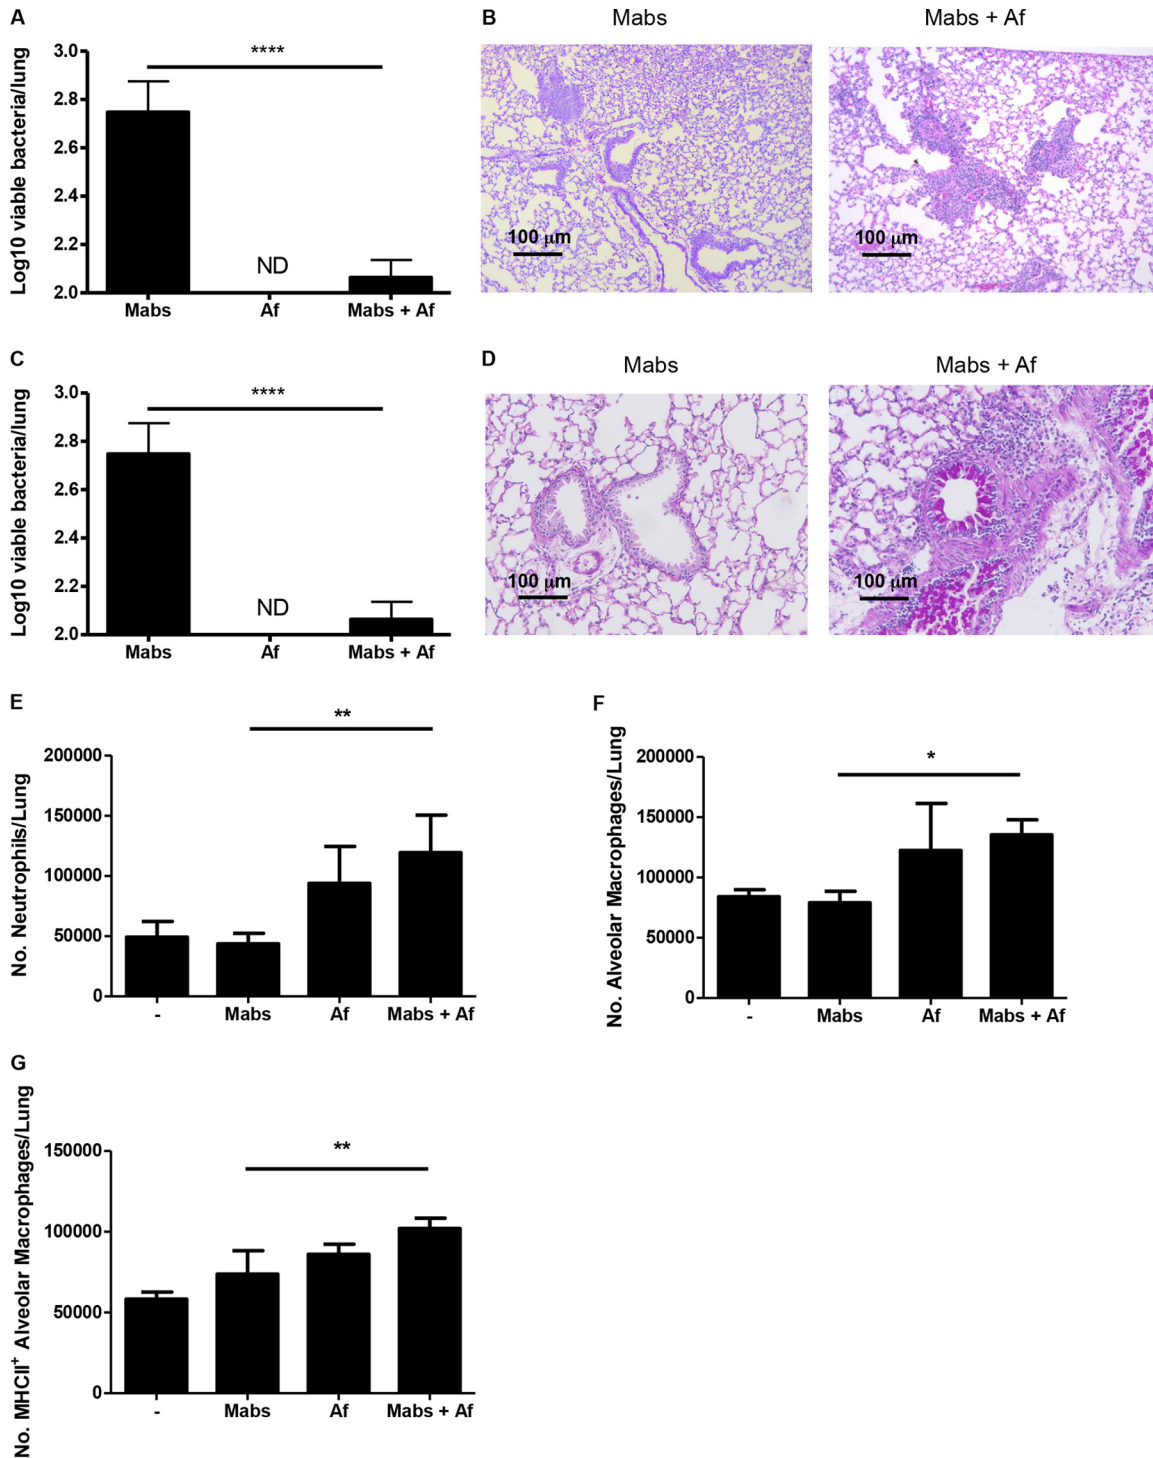 A
Log10 viable bacteria/lung
3.0
2.8
2.6
2.4
2.2
2.0
****
ND
Mabs
Af
Mabs + Af
B
Mabs
Mabs + Af
100 μm
100 μm
C
Log10 viable bacteria/lung
3.0
2.8
2.6
2.4
2.2
2.0
****
ND
Mabs
Af
Mabs + Af
D
Mabs
Mabs + Af
100 μm
100 μm
E
No. Neutrophils/Lung
200000
150000
100000
50000
0
**
-
Mabs
Af
Mabs + Af
F
No. Alveolar Macrophages/Lung
200000
150000
100000
50000
0
*
-
Mabs
Af
Mabs + Af
G
No. MHCII⁺ Alveolar Macrophages/Lung
150000
100000
50000
0
**
-
Mabs
Af
Mabs + Af